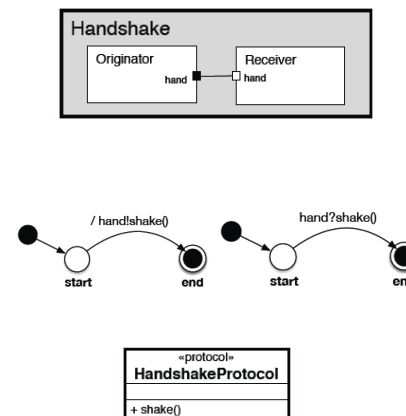 Handshake
Originator
Receiver
hand
hand
/ hand!shake()
hand?shake()
start
end
start
«protocol»
HandshakeProtocol
+ shake()